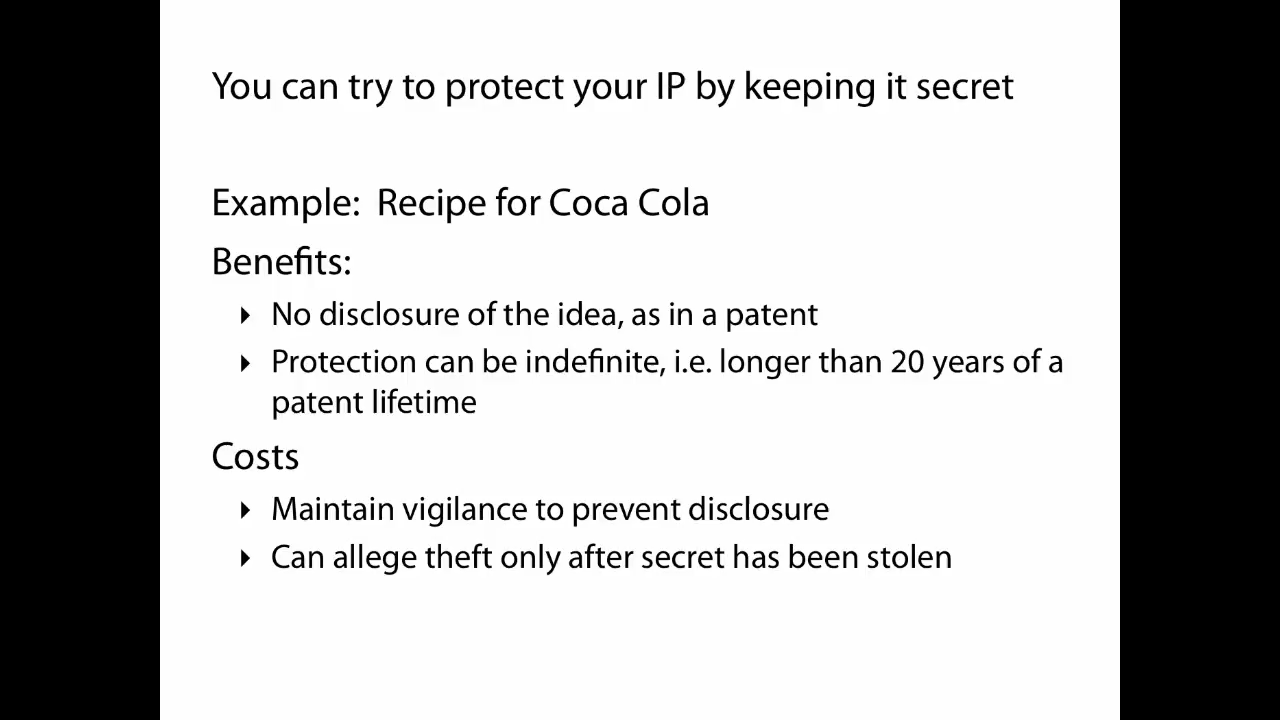 You can try to protect your IP by keeping it secret
Example:  Recipe for Coca Cola
Benefits:
No disclosure of the idea, as in a patent
Protection can be indefinite, i.e. longer than 20 years of a
patent lifetime
Costs
Maintain vigilance to prevent disclosure
Can allege theft only after secret has been stolen